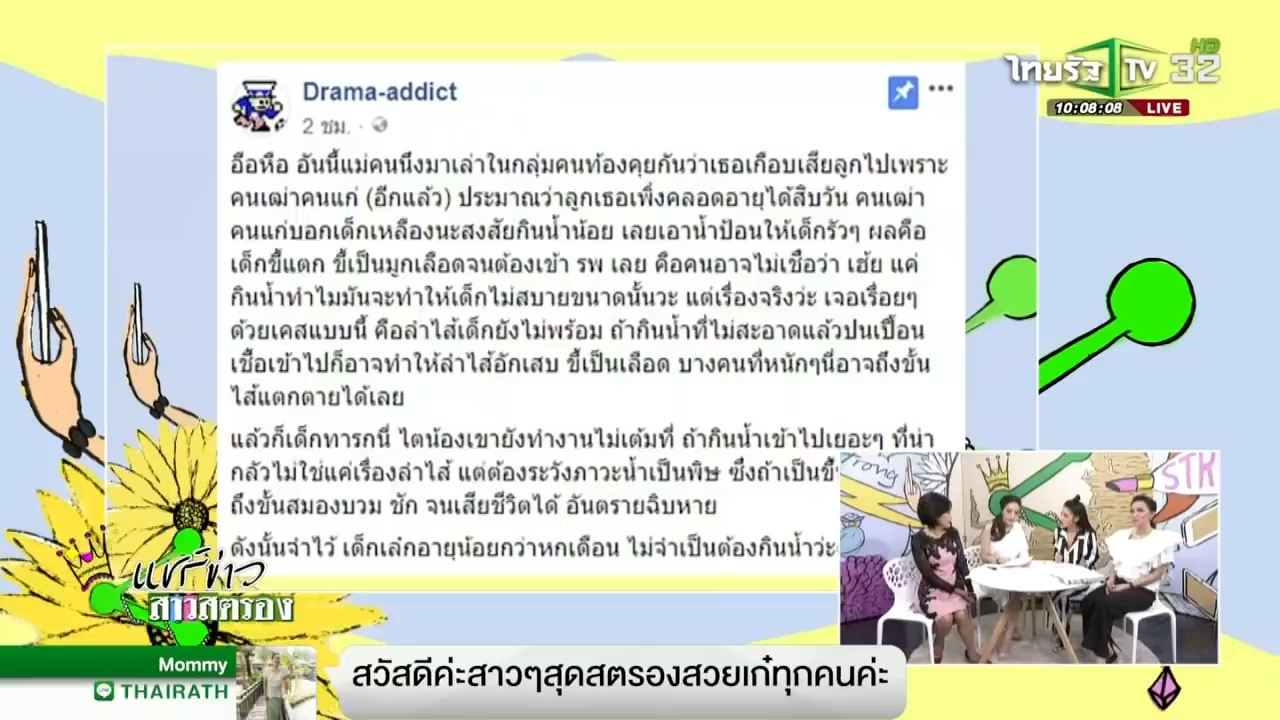 ไทยรัฐ TV 32 HD
10:08:08 LIVE
Drama-addict
2 ชม. ·
อือหือ อันนี้แม่คนนึงมาเล่าในกลุ่มคนท้องคุยกันว่าเธอเกือบเสียลูกไปเพราะ
คนเฒ่าคนแก่ (อีกแล้ว) ประมาณว่าลูกเธอเพิ่งคลอดอายุได้สิบวัน คนเฒ่า
คนแก่บอกเด็กเหลืองนะสงสัยกินน้ำน้อย เลยเอาน้ำป้อนให้เด็กรัวๆ ผลคือ
เด็กขี้แตก ขี้เป็นมูกเลือดจนต้องเข้า รพ เลย คือคนอาจไม่เชื่อว่า เฮ้ย แค่
กินน้ำทำไมมันจะทำให้เด็กไม่สบายขนาดนั้นวะ แต่เรื่องจริงว่ะ เจอเรื่อยๆ
ด้วยเคสแบบนี้ คือลำไส้เด็กยังไม่พร้อม ถ้ากินน้ำที่ไม่สะอาดแล้วปนเปื้อน
เชื้อเข้าไปก็อาจทำให้ลำไส้อักเสบ ขี้เป็นเลือด บางคนที่หนักๆนี่อาจถึงขั้น
ไส้แตกตายได้เลย
แล้วก็เด็กทารกนี่ ไตน้องเขายังทำงานไม่เต็มที่ ถ้ากินน้ำเข้าไปเยอะๆ ที่น่า
กลัวไม่ใช่แค่เรื่องลำไส้ แต่ต้องระวังภาวะน้ำเป็นพิษ ซึ่งถ้าเป็นขึ้น
ถึงขั้นสมองบวม ชัก จนเสียชีวิตได้ อันตรายฉิบหาย
ดังนั้นจำไว้ เด็กเล๋กอายุน้อยกว่าหกเดือน ไม่จำเป็นต้องกินน้ำว่ะ
STR
แชร์ข่าว
สาวสตรอง
Mommy
LINE THAIRATH
สวัสดีค่ะสาวๆสุดสตรองสวยเก๋ทุกคนค่ะ